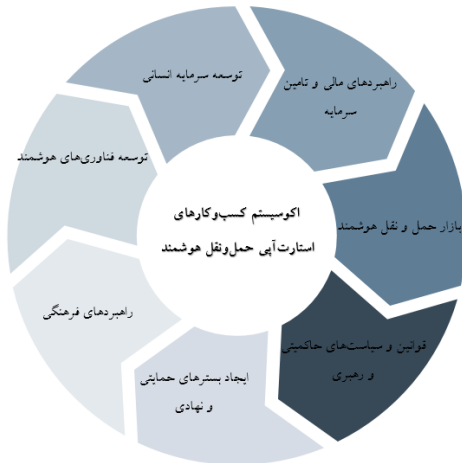 توسعه سرمایه انسانی
راهبردهای مالی و تامین
سرمایه
بازار حمل و نقل هوشمند
قوانین و سیاست‌های حاکمیتی
و رهبری
ایجاد بسترهای حمایتی
و نهادی
راهبردهای فرهنگی
توسعه فناوری‌های هوشمند
اکوسیستم کسب‌وکارهای
استارت‌آپی حمل‌ونقل هوشمند